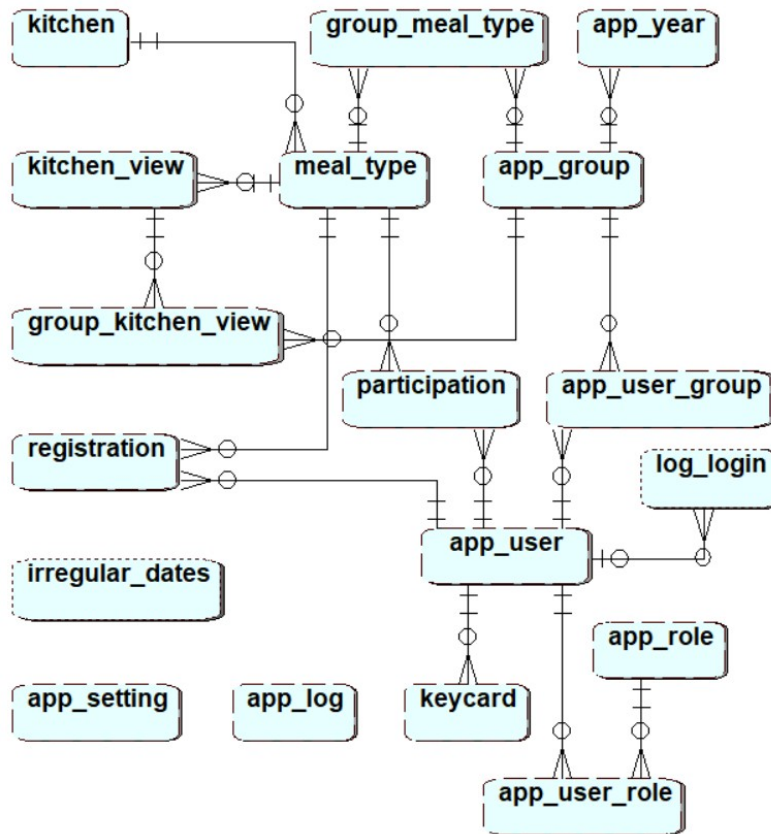 kitchen
group_meal_type
app_year
kitchen_view
meal_type
app_group
group_kitchen_view
participation
app_user_group
registration
log_login
app_user
irregular_dates
app_role
app_setting
app_log
keycard
app_user_role